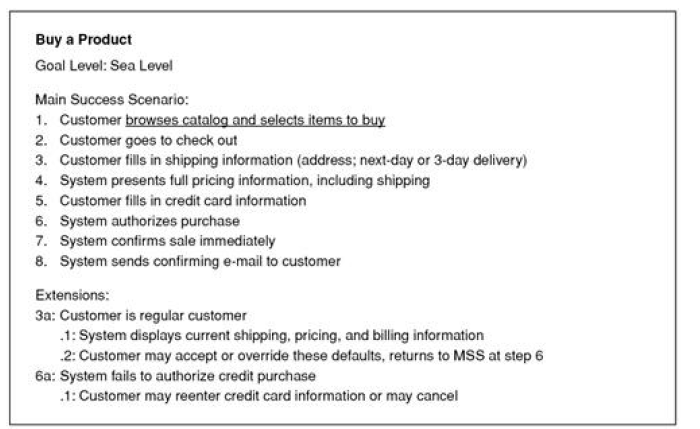 Buy a Product
Goal Level: Sea Level
Main Success Scenario:
1. Customer browses catalog and selects items to buy
2. Customer goes to check out
3. Customer fills in shipping information (address; next-day or 3-day delivery)
4. System presents full pricing information, including shipping
5. Customer fills in credit card information
6. System authorizes purchase
7. System confirms sale immediately
8. System sends confirming e-mail to customer
Extensions:
3a: Customer is regular customer
.1: System displays current shipping, pricing, and billing information
.2: Customer may accept or override these defaults, returns to MSS at step 6
6a: System fails to authorize credit purchase
.1: Customer may reenter credit card information or may cancel